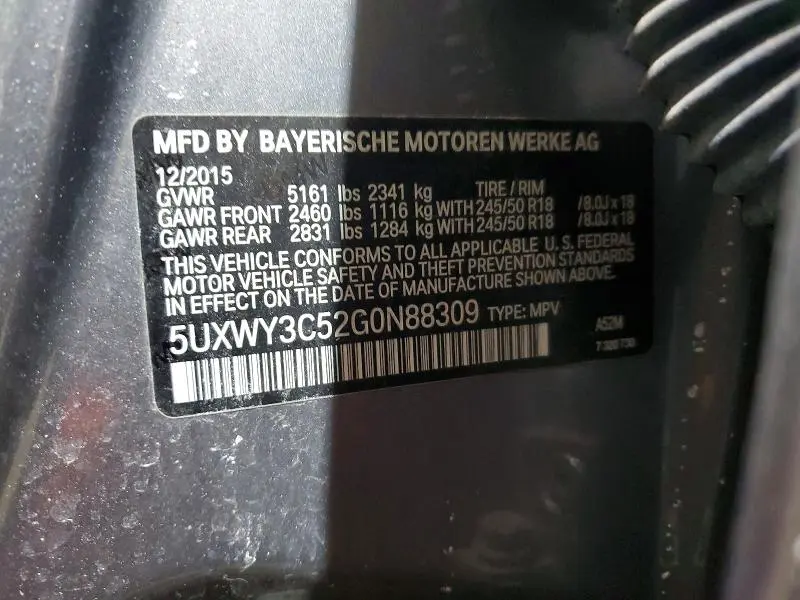 MFD BY BAYERISCHE MOTOREN WERKE AG
12/2015
GVWR 5161 lbs 2341 kg TIRE / RIM
GAWR FRONT 2460 lbs 1116 kg WITH 245/50 R18 /8.0J x 18
GAWR REAR 2831 lbs 1284 kg WITH 245/50 R18 /8.0J x 18
THIS VEHICLE CONFORMS TO ALL APPLICABLE U.S. FEDERAL
MOTOR VEHICLE SAFETY AND THEFT PREVENTION STANDARDS
IN EFFECT ON THE DATE OF MANUFACTURE SHOWN ABOVE.
5UXWY3C52G0N88309 TYPE: MPV
A52M